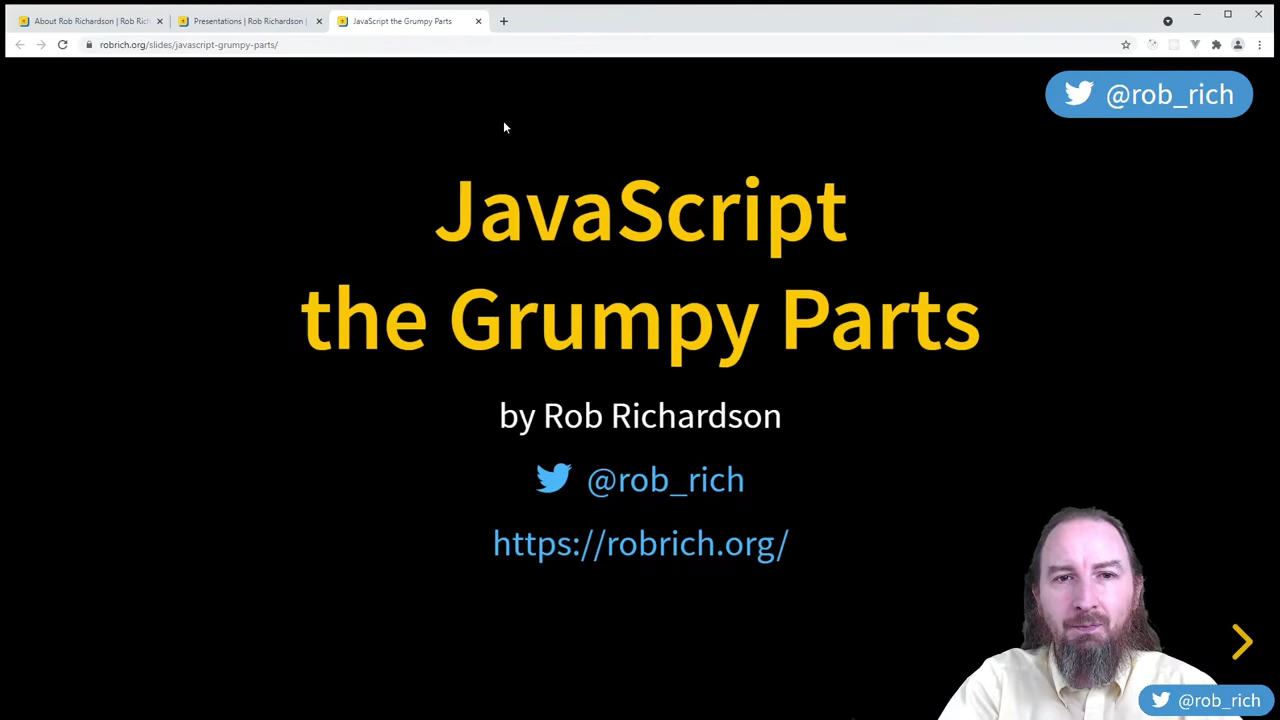 About Rob Richardson | Rob Rich
Presentations | Rob Richardson |
JavaScript the Grumpy Parts
robrich.org/slides/javascript-grumpy-parts/
@rob_rich
JavaScript
the Grumpy Parts
by Rob Richardson
@rob_rich
https://robrich.org/
@rob_rich